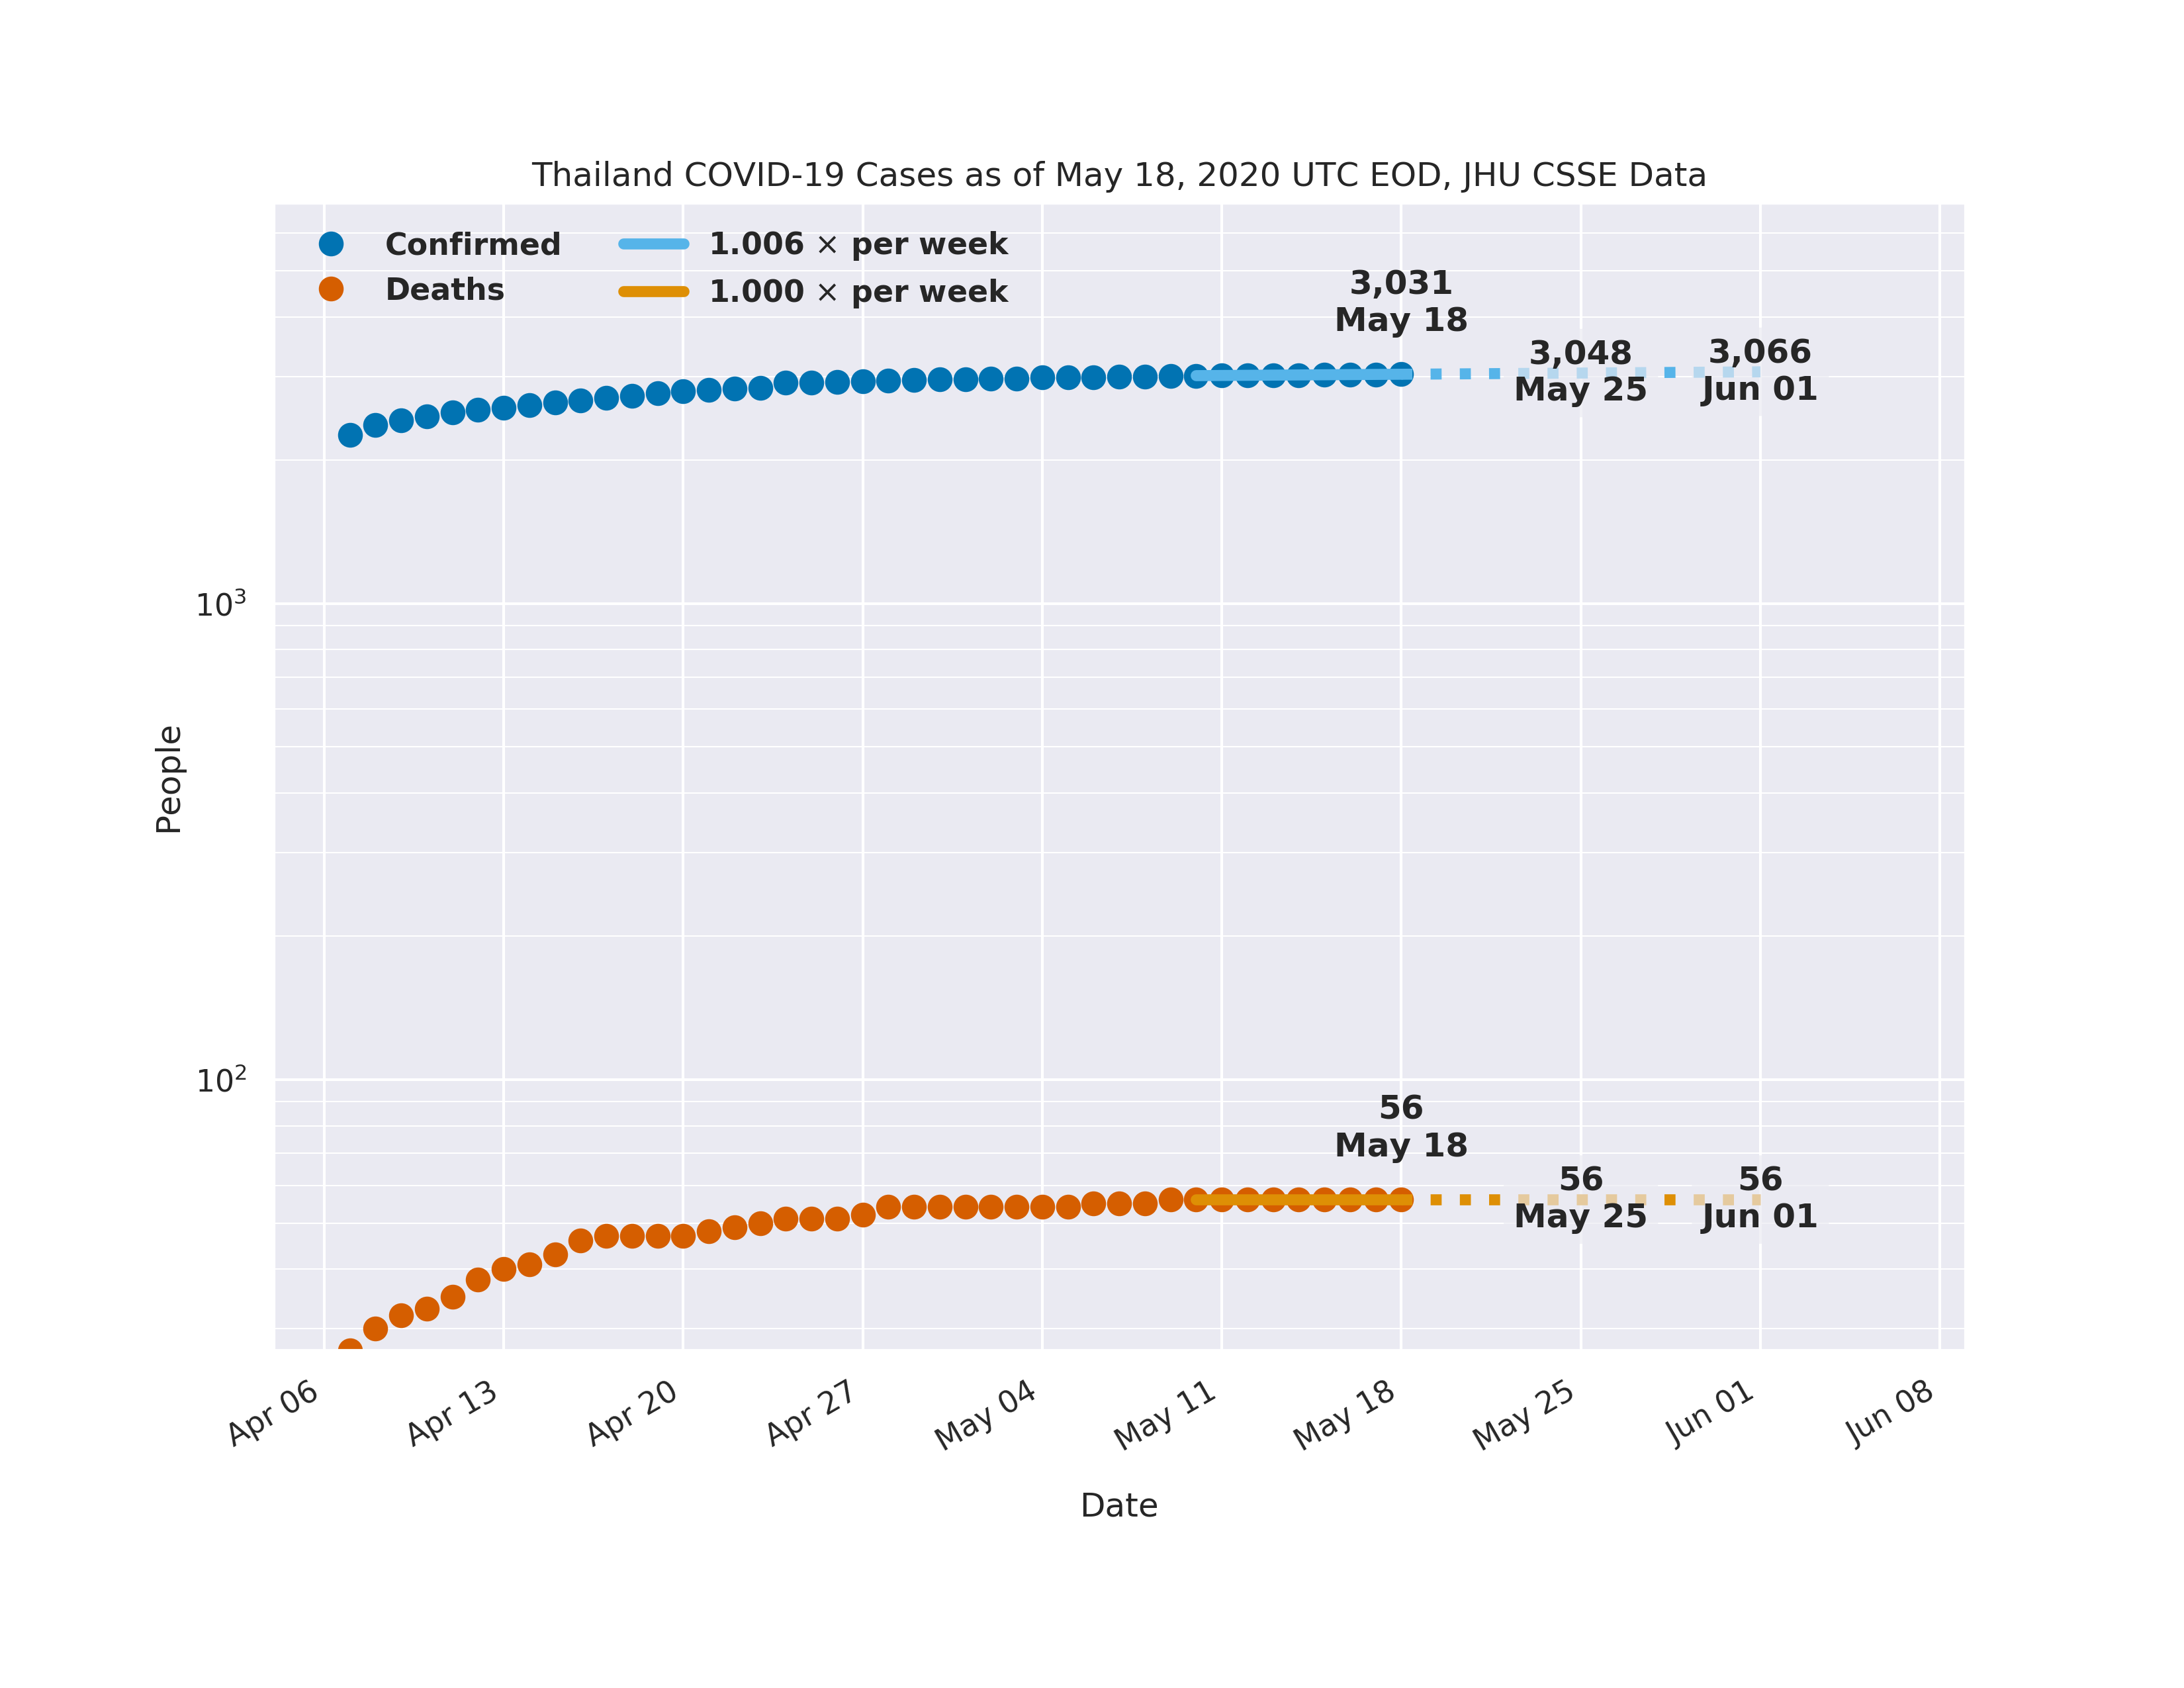 Thailand COVID-19 Cases as of May 18, 2020 UTC EOD, JHU CSSE Data
Confirmed
Deaths
1.006 × per week
1.000 × per week
3,031
May 18
3,048
May 25
3,066
Jun 01
10³
People
10²
56
May 18
56
May 25
56
Jun 01
Apr 06
Apr 13
Apr 20
Apr 27
May 04
May 11
May 18
May 25
Jun 01
Jun 08
Date